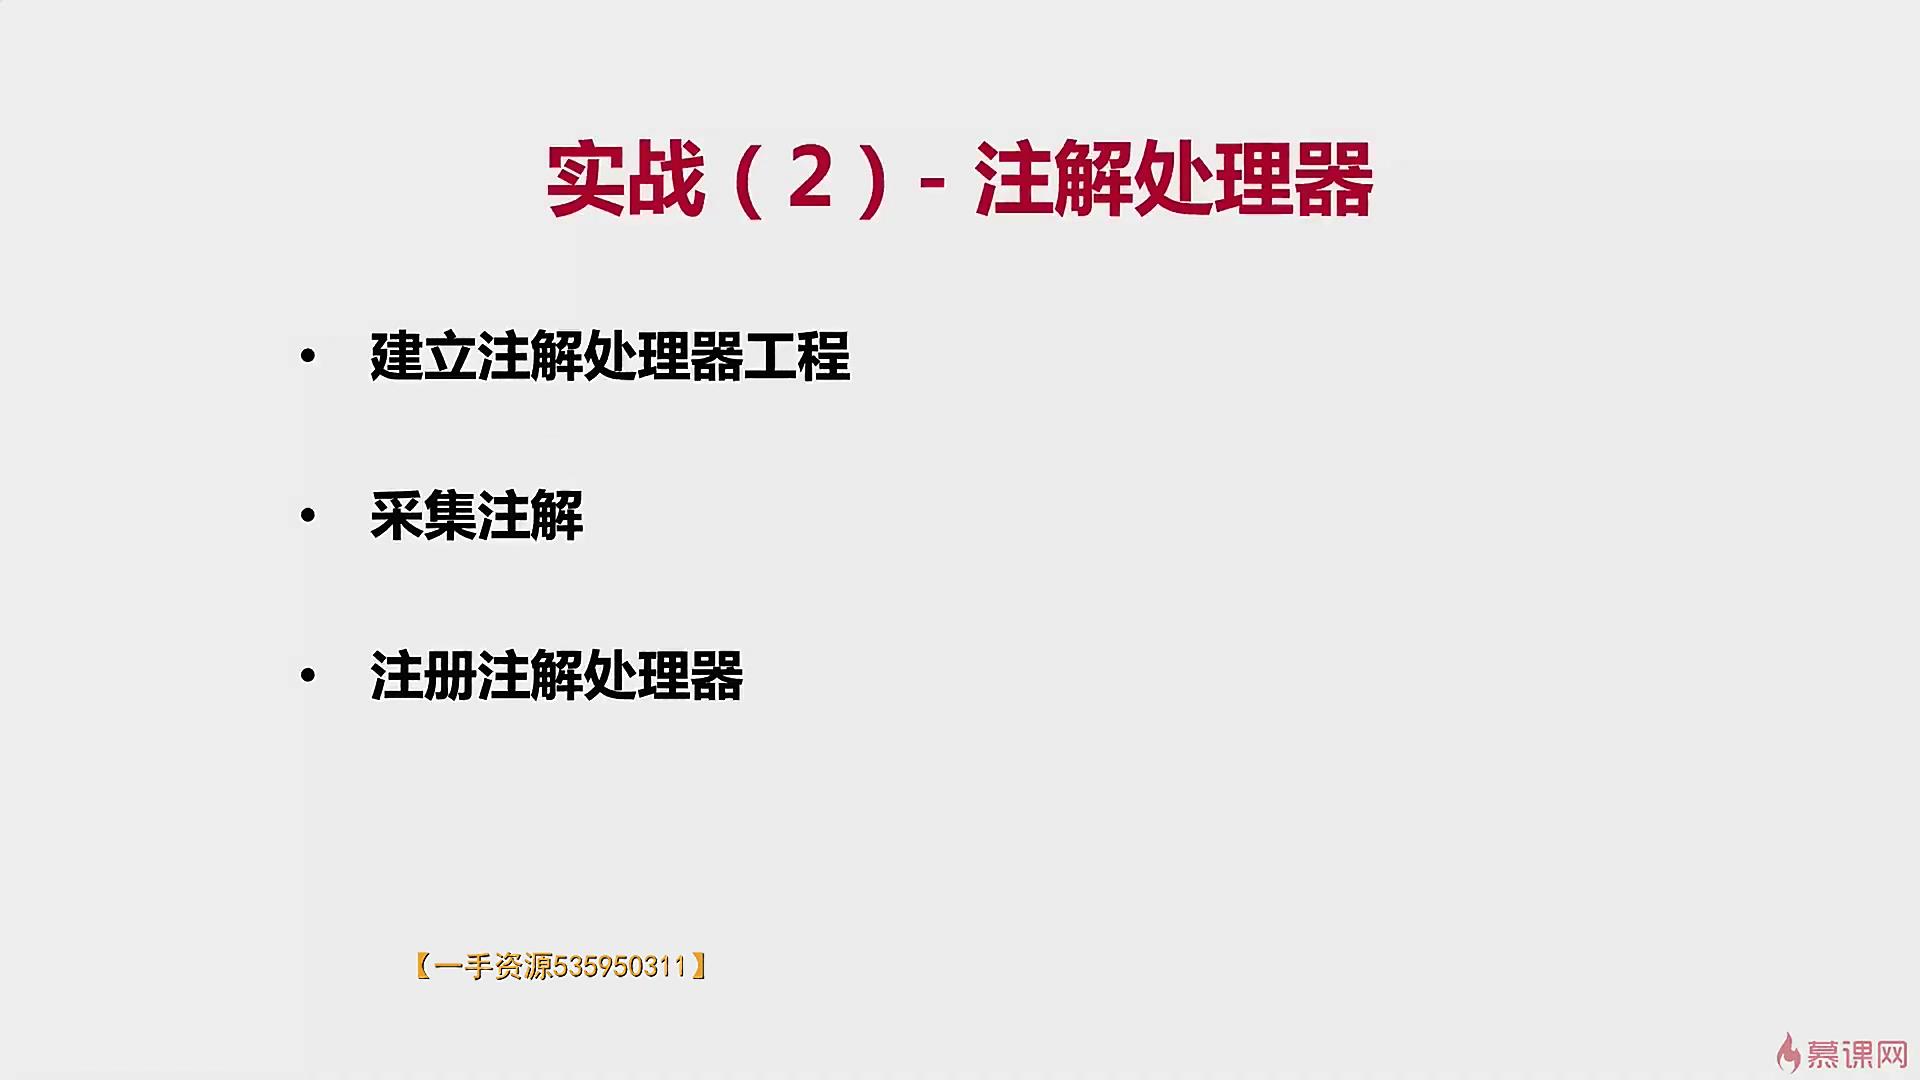 实战（2）- 注解处理器
• 建立注解处理器工程
• 采集注解
• 注册注解处理器
【一手资源535950311】
慕课网